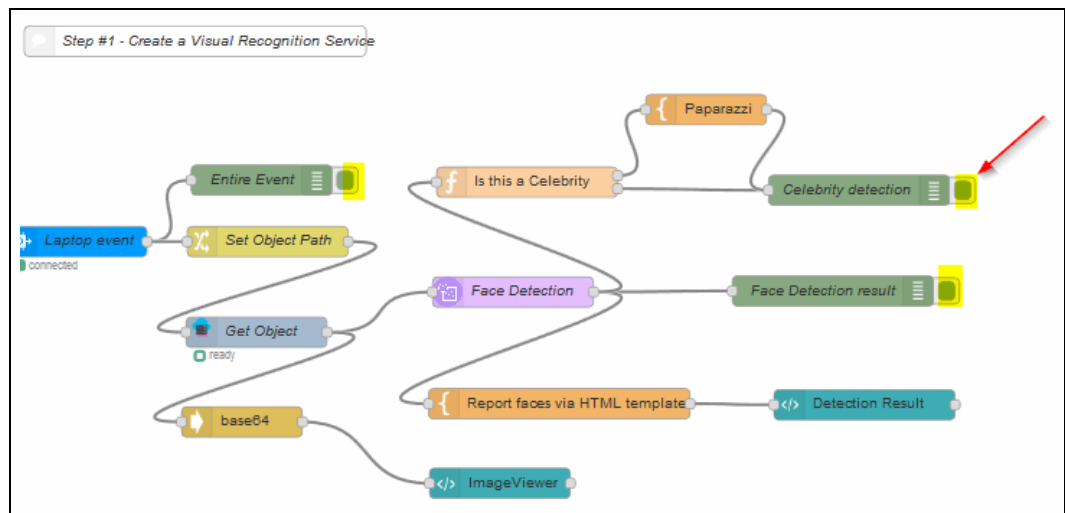 Step #1 - Create a Visual Recognition Service
Paparazzi
Entire Event
Is this a Celebrity
Celebrity detection
Laptop event
Set Object Path
connected
Face Detection
Face Detection result
Get Object
ready
Report faces via HTML template
Detection Result
base64
ImageViewer